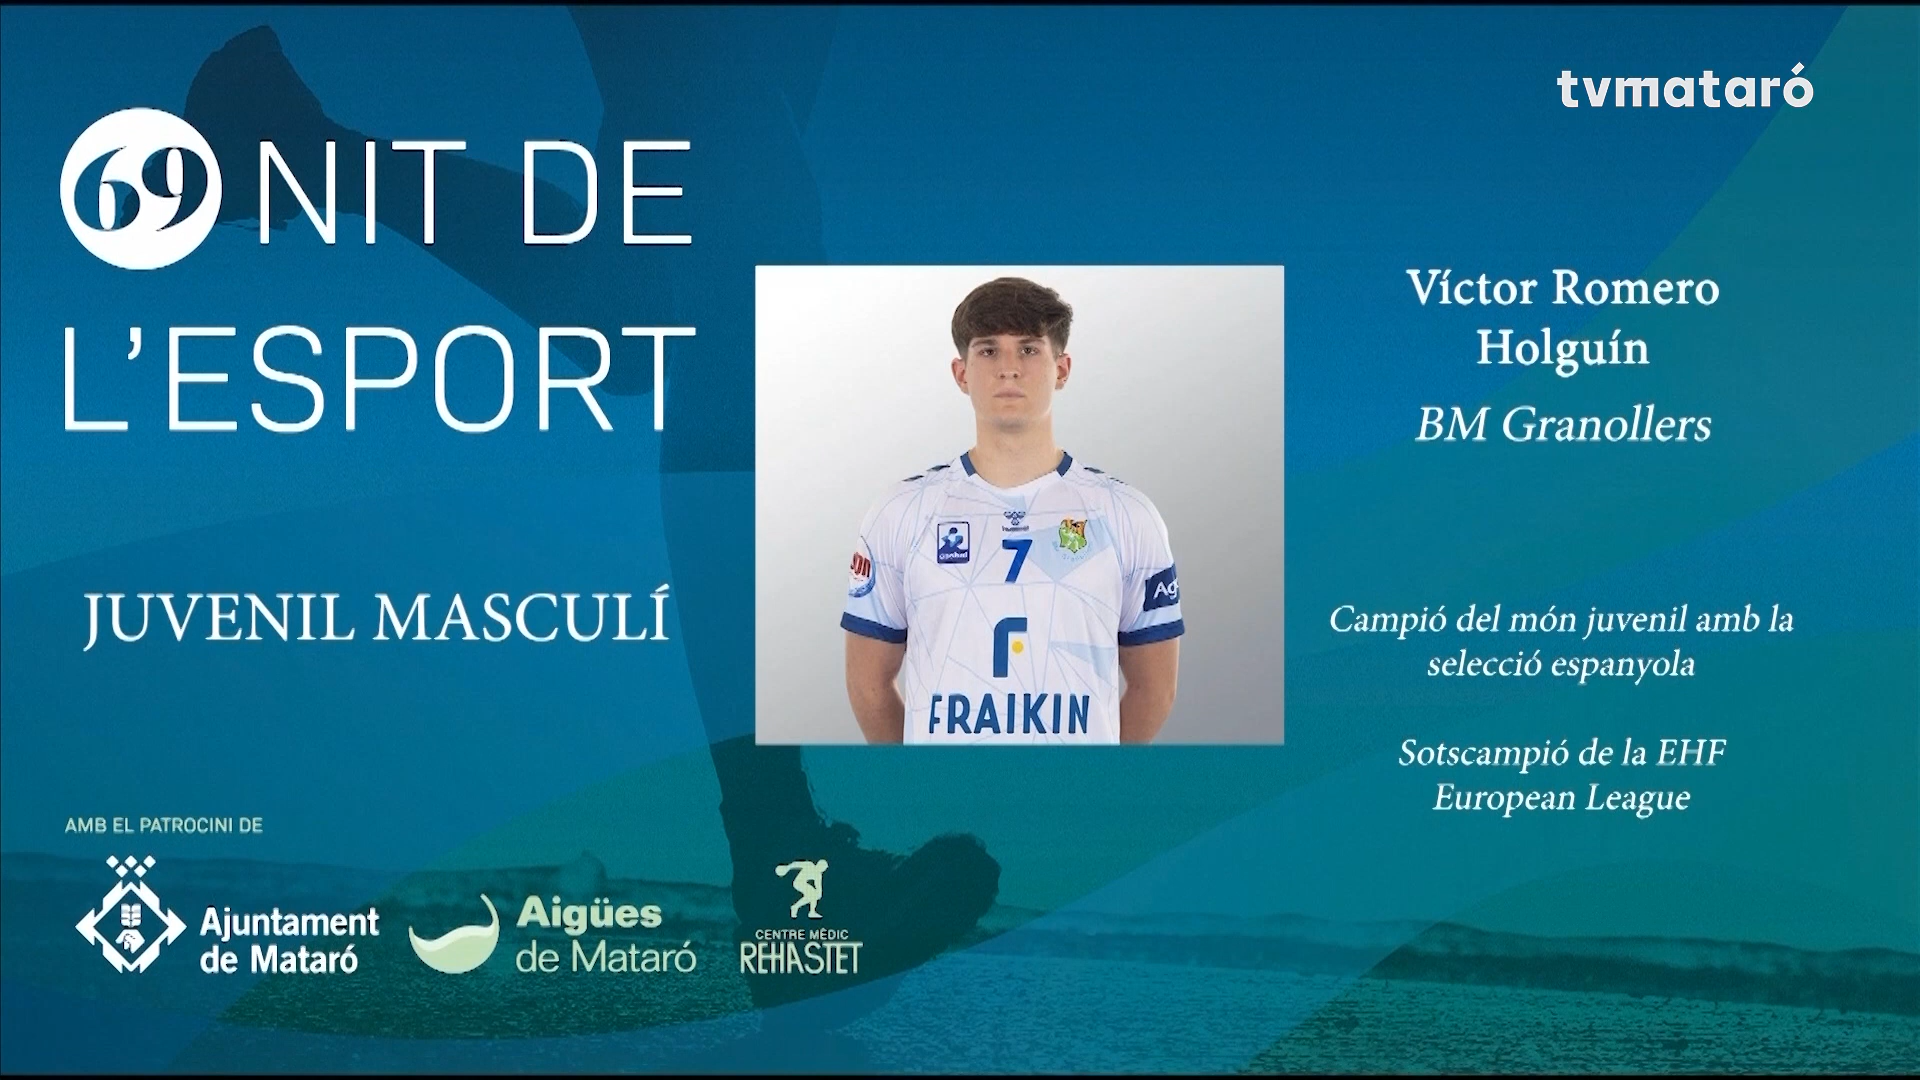 tvmataró
69 NIT DE
L'ESPORT
JUVENIL MASCULÍ
Víctor Romero
Holguín
BM Granollers
7
FRAIKIN
Campió del món juvenil amb la
selecció espanyola
Sotscampió de la EHF
European League
AMB EL PATROCINI DE
Ajuntament
de Mataró
Aigües
de Mataró
CENTRE MÈDIC
REHASTET